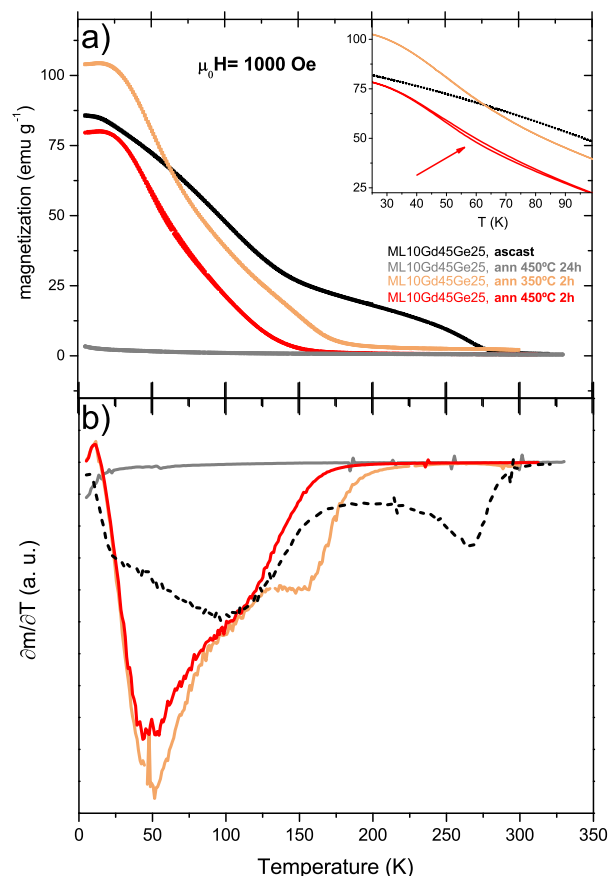 a)
μ₀H= 1000 Oe
magnetization (emu g⁻¹)
100
75
50
25
0
100
75
50
25
30 40 50 60 70 80 90
T (K)
ML10Gd45Ge25, ascast
ML10Gd45Ge25, ann 450ºC 24h
ML10Gd45Ge25, ann 350ºC 2h
ML10Gd45Ge25, ann 450ºC 2h
b)
∂m/∂T (a. u.)
0 50 100 150 200 250 300 350
Temperature (K)